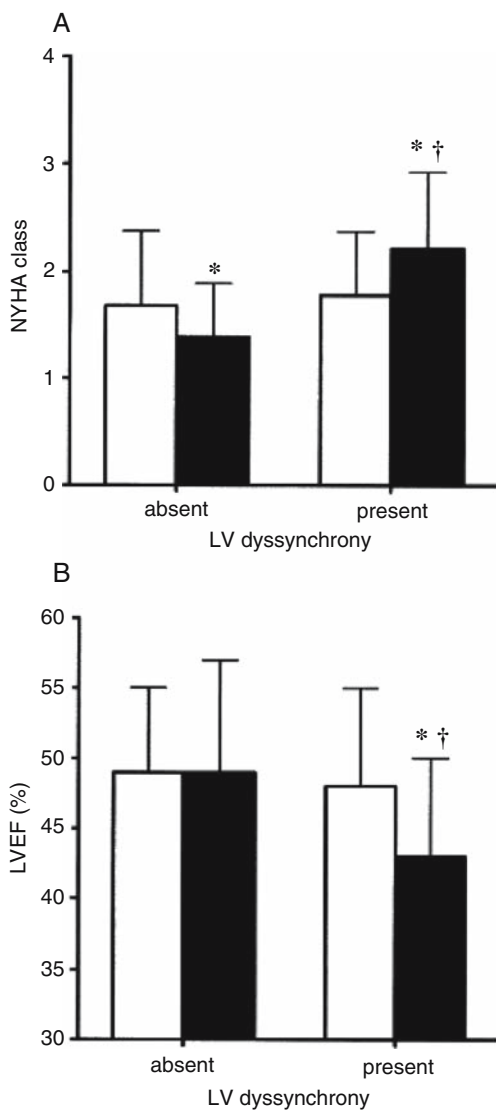 A
4
3
2
1
0
NYHA class
*
* †
absent present
LV dyssynchrony
B
60
55
50
45
40
35
30
LVEF (%)
* †
absent present
LV dyssynchrony